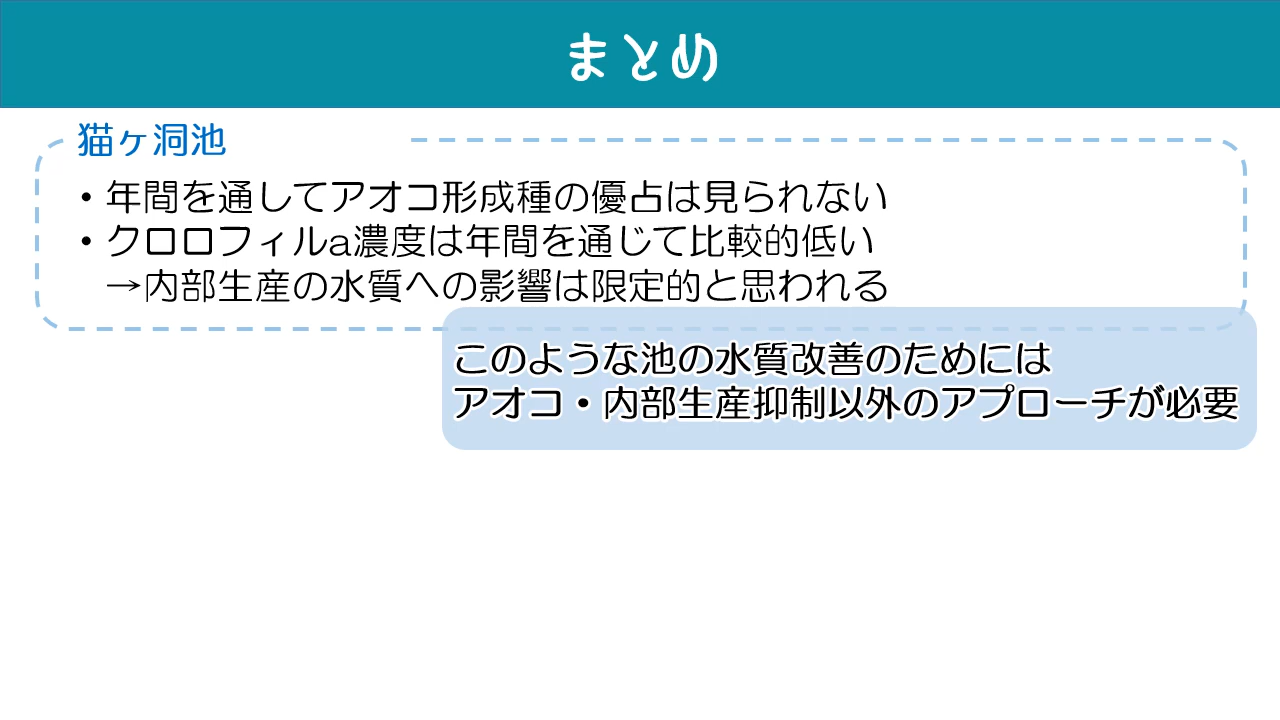 まとめ
猫ヶ洞池
・年間を通してアオコ形成種の優占は見られない
・クロロフィルa濃度は年間を通じて比較的低い
→内部生産の水質への影響は限定的と思われる
このような池の水質改善のためには
アオコ・内部生産抑制以外のアプローチが必要